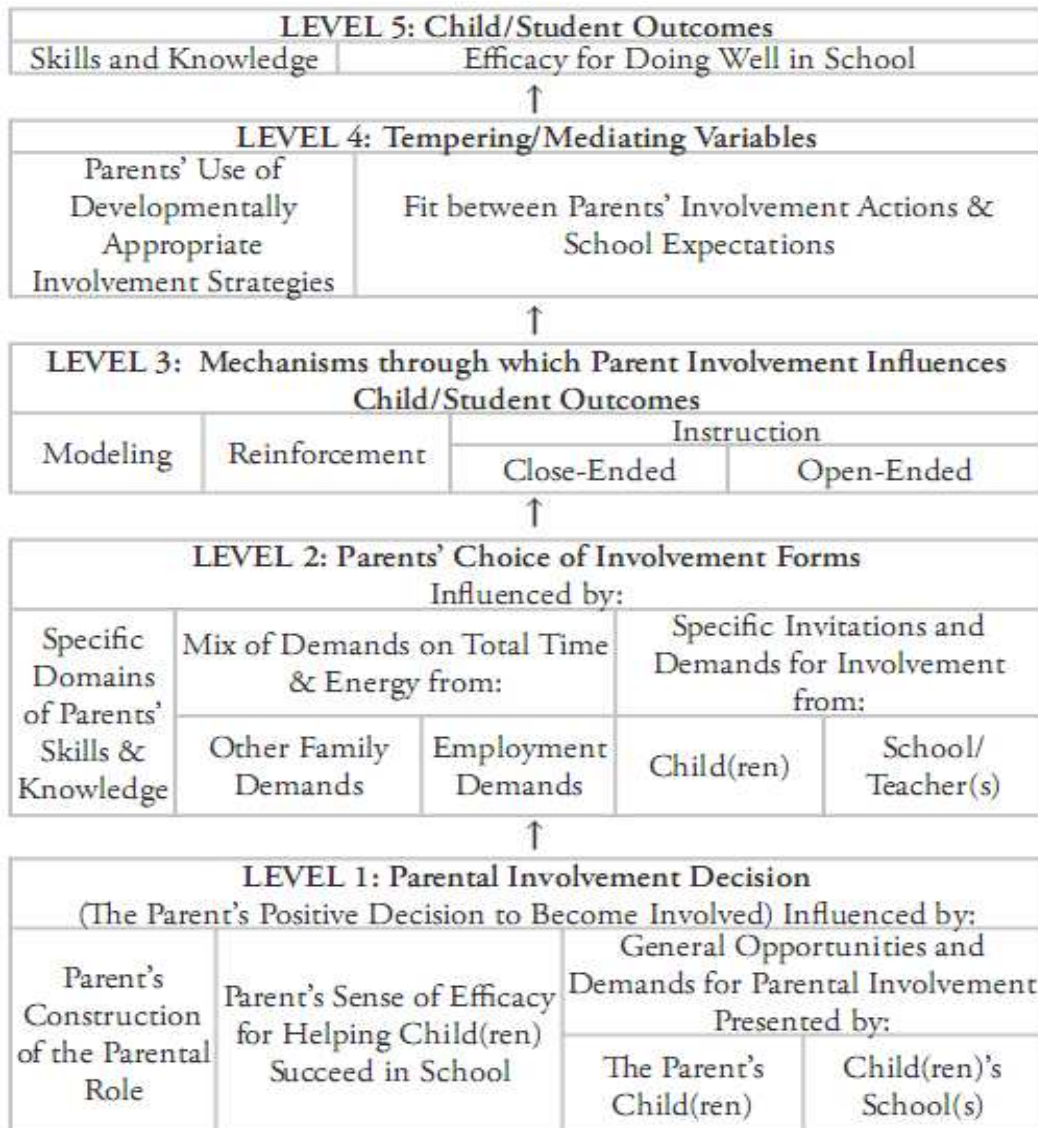 LEVEL 5: Child/Student Outcomes
Skills and Knowledge
Efficacy for Doing Well in School
↑
LEVEL 4: Tempering/Mediating Variables
Parents’ Use of
Developmentally
Appropriate
Involvement Strategies
Fit between Parents’ Involvement Actions &
School Expectations
↑
LEVEL 3: Mechanisms through which Parent Involvement Influences
Child/Student Outcomes
Modeling
Reinforcement
Instruction
Close-Ended
Open-Ended
↑
LEVEL 2: Parents’ Choice of Involvement Forms
Influenced by:
Specific
Domains
of Parents’
Skills &
Knowledge
Mix of Demands on Total Time
& Energy from:
Other Family
Demands
Employment
Demands
Specific Invitations and
Demands for Involvement
from:
Child(ren)
School/
Teacher(s)
↑
LEVEL 1: Parental Involvement Decision
(The Parent’s Positive Decision to Become Involved) Influenced by:
Parent’s
Construction
of the Parental
Role
Parent’s Sense of Efficacy
for Helping Child(ren)
Succeed in School
General Opportunities and
Demands for Parental Involvement
Presented by:
The Parent’s
Child(ren)
Child(ren)’s
School(s)